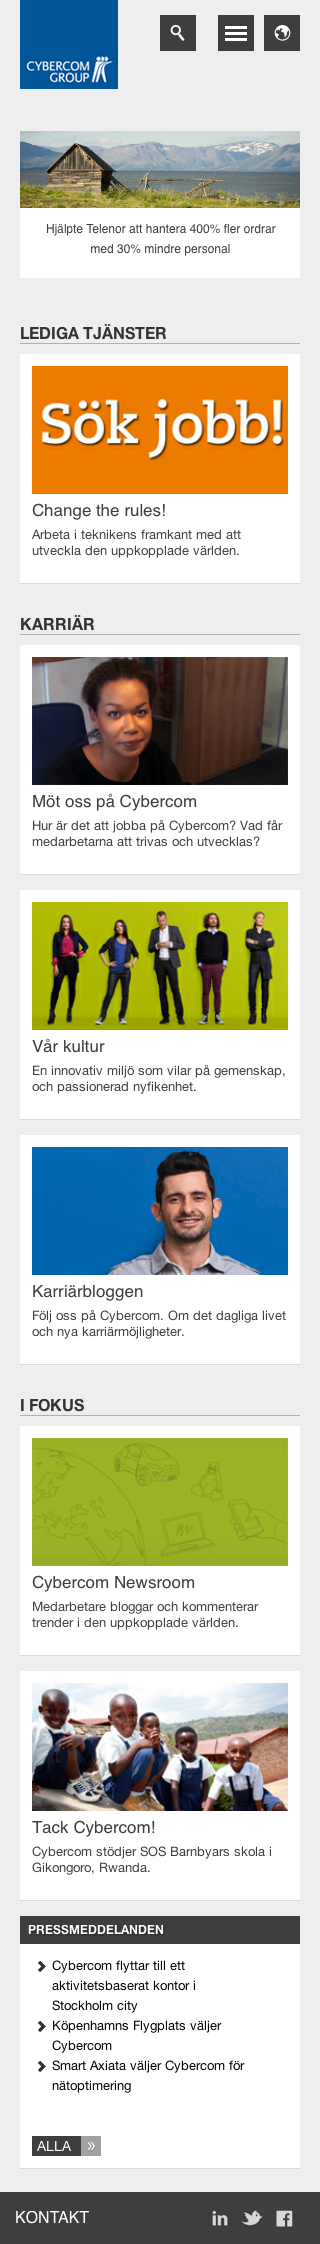 CYBERCOM
GROUP
Hjälpte Telenor att hantera 400% fler ordrar
med 30% mindre personal
LEDIGA TJÄNSTER
Sök jobb!
Change the rules!
Arbeta i teknikens framkant med att
utveckla den uppkopplade världen.
KARRIÄR
Möt oss på Cybercom
Hur är det att jobba på Cybercom? Vad får
medarbetarna att trivas och utvecklas?
Vår kultur
En innovativ miljö som vilar på gemenskap,
och passionerad nyfikenhet.
Karriärbloggen
Följ oss på Cybercom. Om det dagliga livet
och nya karriärmöjligheter.
I FOKUS
Cybercom Newsroom
Medarbetare bloggar och kommenterar
trender i den uppkopplade världen.
Tack Cybercom!
Cybercom stödjer SOS Barnbyars skola i
Gikongoro, Rwanda.
PRESSMEDDELANDEN
Cybercom flyttar till ett
aktivitetsbaserat kontor i
Stockholm city
Köpenhamns Flygplats väljer
Cybercom
Smart Axiata väljer Cybercom för
nätoptimering
ALLA »
KONTAKT